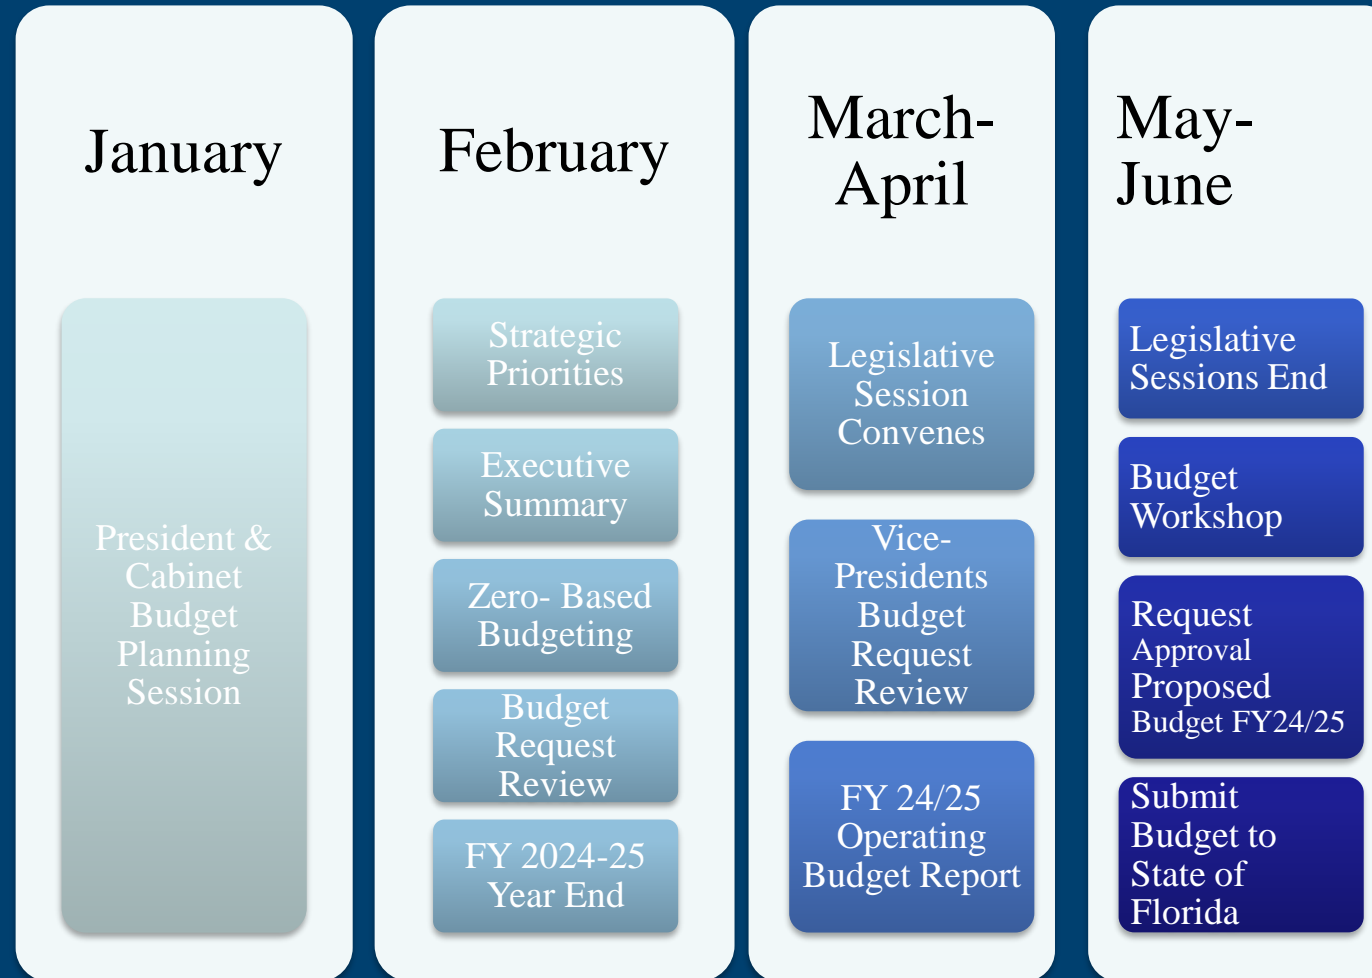 January
President &
Cabinet
Budget
Planning
Session
February
Strategic
Priorities
Executive
Summary
Zero- Based
Budgeting
Budget
Request
Review
FY 2024-25
Year End
March-
April
Legislative
Session
Convenes
Vice-
Presidents
Budget
Request
Review
FY 24/25
Operating
Budget Report
May-
June
Legislative
Sessions End
Budget
Workshop
Request
Approval
Proposed
Budget FY24/25
Submit
Budget to
State of
Florida